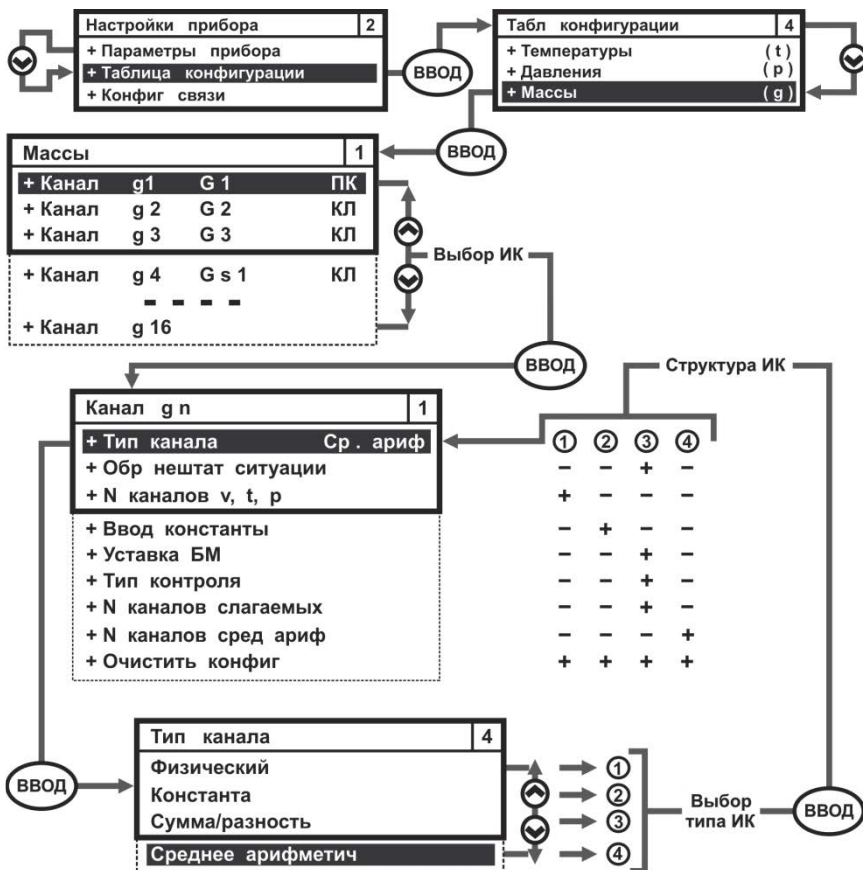 Настройки прибора 2
+ Параметры прибора
+ Таблица конфигурации
+ Конфиг связи
ВВОД
Табл конфигурации 4
+ Температуры (t)
+ Давления (p)
+ Массы (g)
ВВОД
Массы 1
+ Канал g1 G 1 ПК
+ Канал g 2 G 2 КЛ
+ Канал g 3 G 3 КЛ
+ Канал g 4 G s 1 КЛ
- - - -
+ Канал g 16
Выбор ИК
ВВОД
Структура ИК
Канал g n 1
+ Тип канала Ср. ариф
+ Обр нештат ситуации
+ N каналов v, t, p
+ Ввод константы
+ Уставка БМ
+ Тип контроля
+ N каналов слагаемых
+ N каналов сред ариф
+ Очистить конфиг
1 2 3 4
- - + -
+ - - -
- + - -
- - + -
- - + -
- - + -
- - - +
+ + + +
Тип канала 4
Физический 1
Константа 2
Сумма/разность 3
Среднее арифметич 4
ВВОД
Выбор
типа ИК
ВВОД